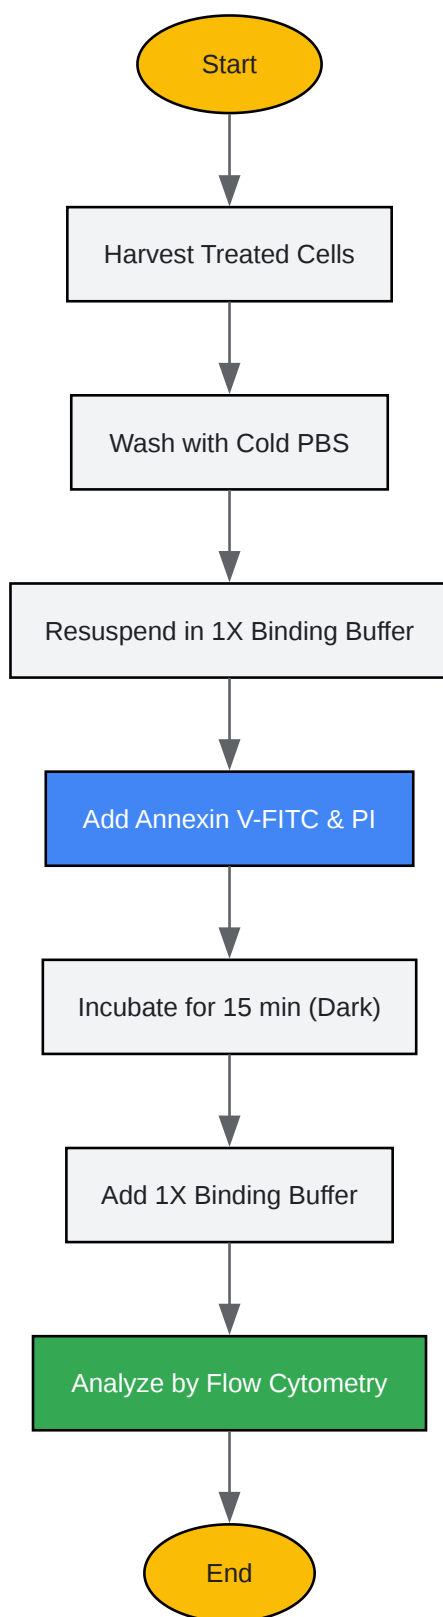 Start
Harvest Treated Cells
Wash with Cold PBS
Resuspend in 1X Binding Buffer
Add Annexin V-FITC & PI
Incubate for 15 min (Dark)
Add 1X Binding Buffer
Analyze by Flow Cytometry
End